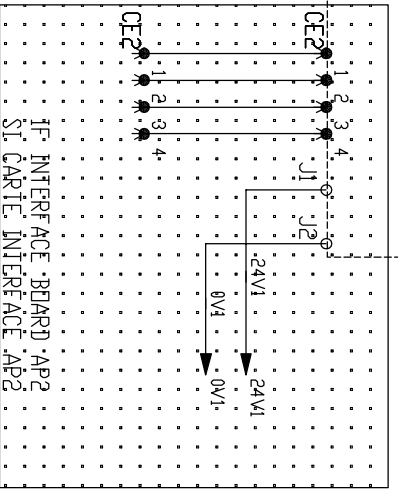 CE2
1
2
3
4
J1
J2
24V1
24V1
0V1
0V1
CE2
1
2
3
4
IF INTERFACE BOARD AP2
SI CARTE INTERFACE AP2